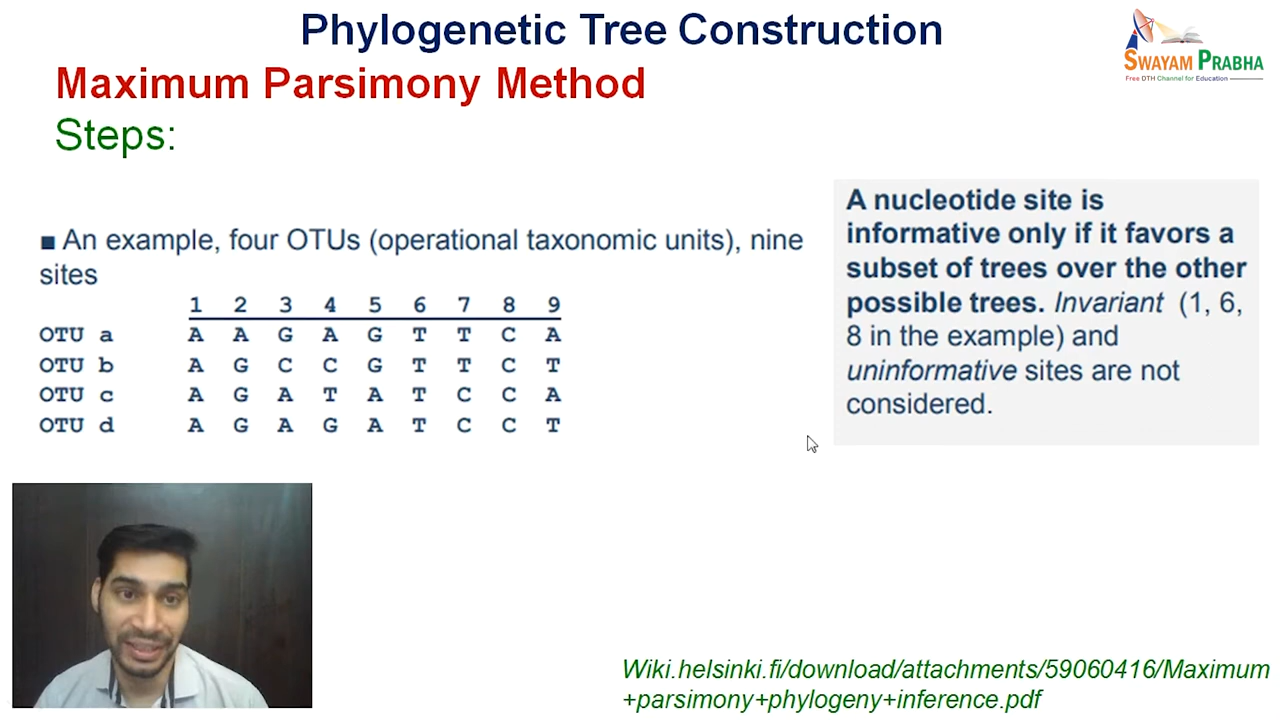 Phylogenetic Tree Construction
SWAYAM PRABHA
Free DTH Channel for Education
Maximum Parsimony Method
Steps:
■ An example, four OTUs (operational taxonomic units), nine
sites
1 2 3 4 5 6 7 8 9
OTU a A A G A G T T C A
OTU b A G C C G T T C T
OTU c A G A T A T C C A
OTU d A G A G A T C C T
A nucleotide site is
informative only if it favors a
subset of trees over the other
possible trees. Invariant (1, 6,
8 in the example) and
uninformative sites are not
considered.
Wiki.helsinki.fi/download/attachments/59060416/Maximum
+parsimony+phylogeny+inference.pdf